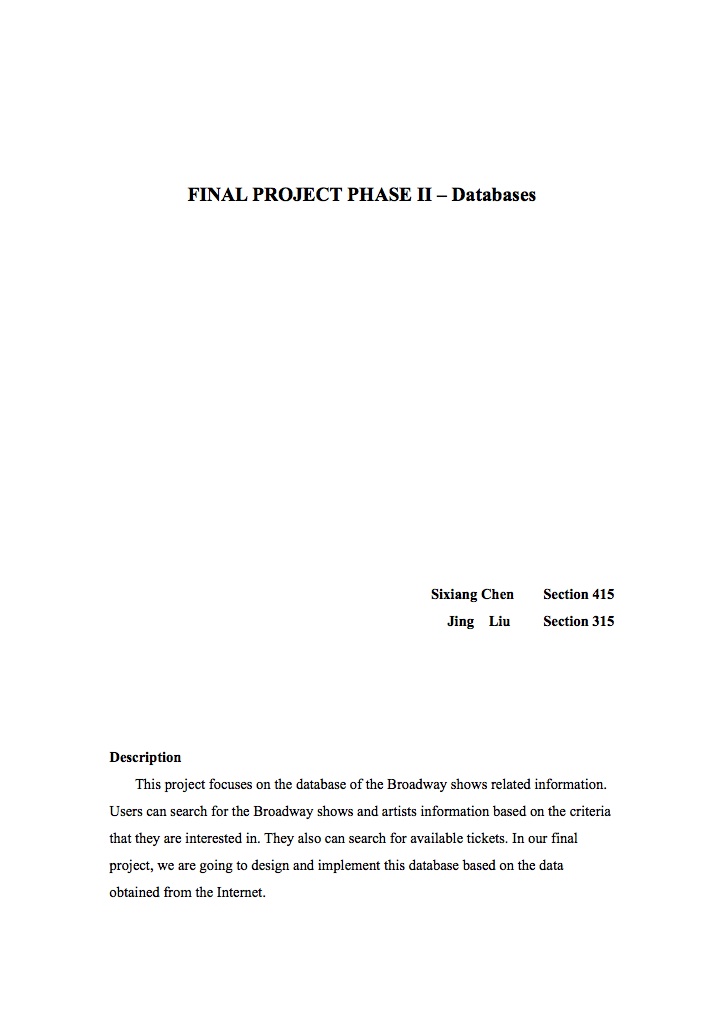 FINAL PROJECT PHASE II – Databases
Sixiang Chen Section 415
Jing Liu Section 315
Description
This project focuses on the database of the Broadway shows related information.
Users can search for the Broadway shows and artists information based on the criteria
that they are interested in. They also can search for available tickets. In our final
project, we are going to design and implement this database based on the data
obtained from the Internet.